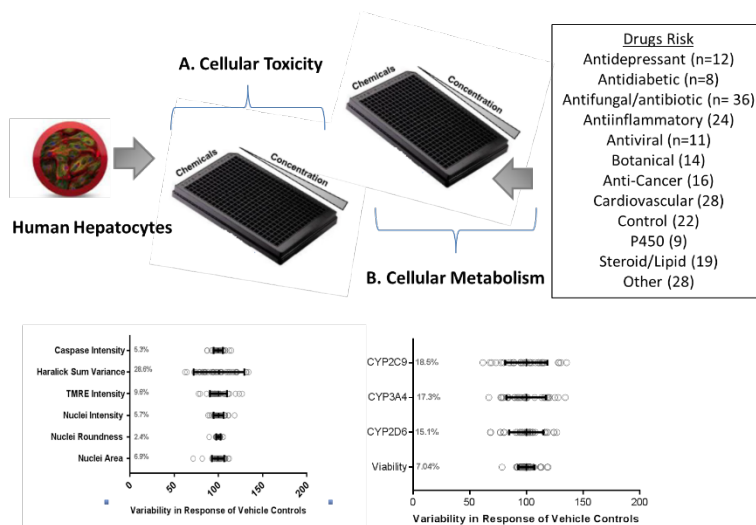 A. Cellular Toxicity
Chemicals
Concentration
Chemicals
Concentration
Human Hepatocytes
B. Cellular Metabolism
Drugs Risk
Antidepressant (n=12)
Antidiabetic (n=8)
Antifungal/antibiotic (n= 36)
Antiinflammatory (24)
Antiviral (n=11)
Botanical (14)
Anti-Cancer (16)
Cardiovascular (28)
Control (22)
P450 (9)
Steroid/Lipid (19)
Other (28)
Caspase Intensity 5.3%
Haralick Sum Variance 28.6%
TMRE Intensity 9.6%
Nuclei Intensity 5.7%
Nuclei Roundness 2.4%
Nuclei Area 6.9%
0 50 100 150 200
Variability in Response of Vehicle Controls
CYP2C9 18.5%
CYP3A4 17.3%
CYP2D6 15.1%
Viability 7.04%
0 50 100 150 200
Variability in Response of Vehicle Controls